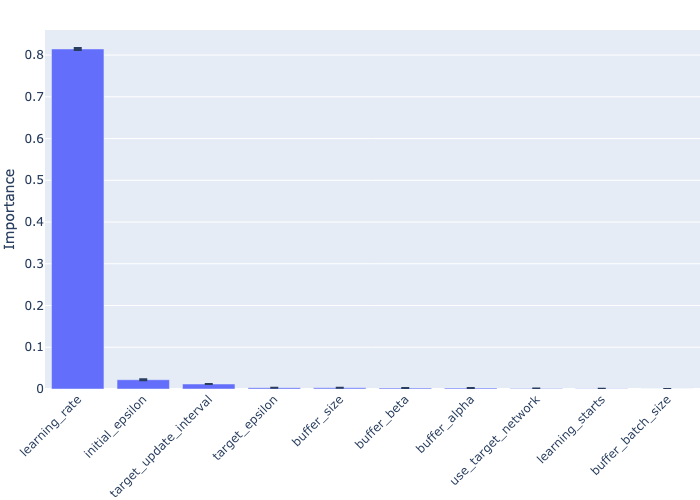 Importance
0.8
0.7
0.6
0.5
0.4
0.3
0.2
0.1
0
learning_rate
initial_epsilon
target_update_interval
target_epsilon
buffer_size
buffer_beta
buffer_alpha
use_target_network
learning_starts
buffer_batch_size